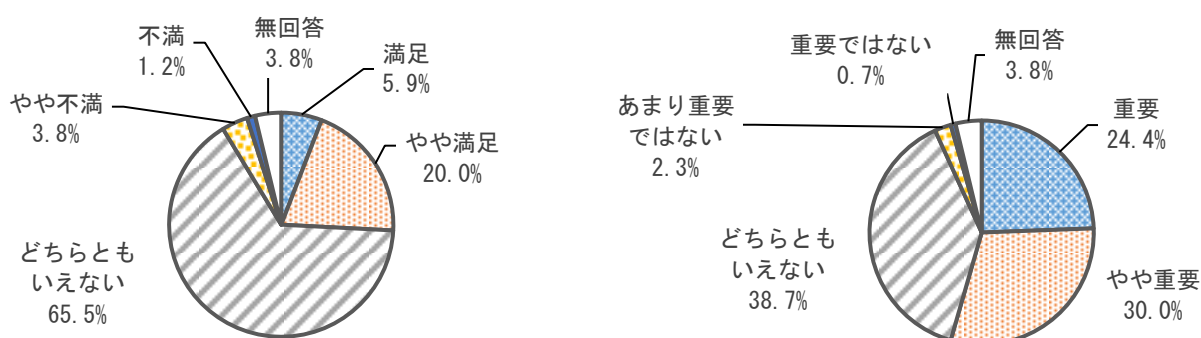 無回答
3.8%
不満
1.2%
満足
5.9%
やや不満
3.8%
やや満足
20.0%
どちらとも
いえない
65.5%
重要ではない
0.7%
無回答
3.8%
あまり重要
ではない
2.3%
重要
24.4%
どちらとも
いえない
38.7%
やや重要
30.0%